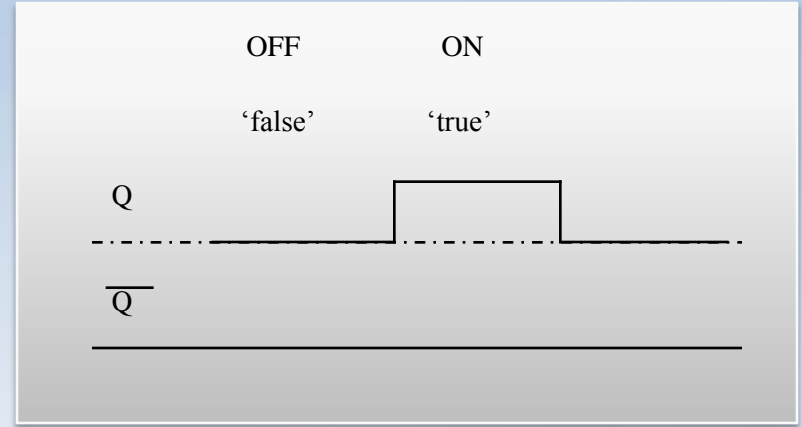 OFF ON
‘false’ ‘true’
Q
Q̅